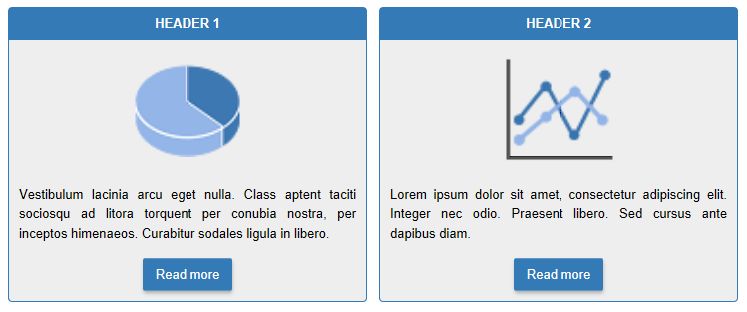 HEADER 1
Vestibulum lacinia arcu eget nulla. Class aptent taciti
sociosqu ad litora torquent per conubia nostra, per
inceptos himenaeos. Curabitur sodales ligula in libero.
Read more
HEADER 2
Lorem ipsum dolor sit amet, consectetur adipiscing elit.
Integer nec odio. Praesent libero. Sed cursus ante
dapibus diam.
Read more